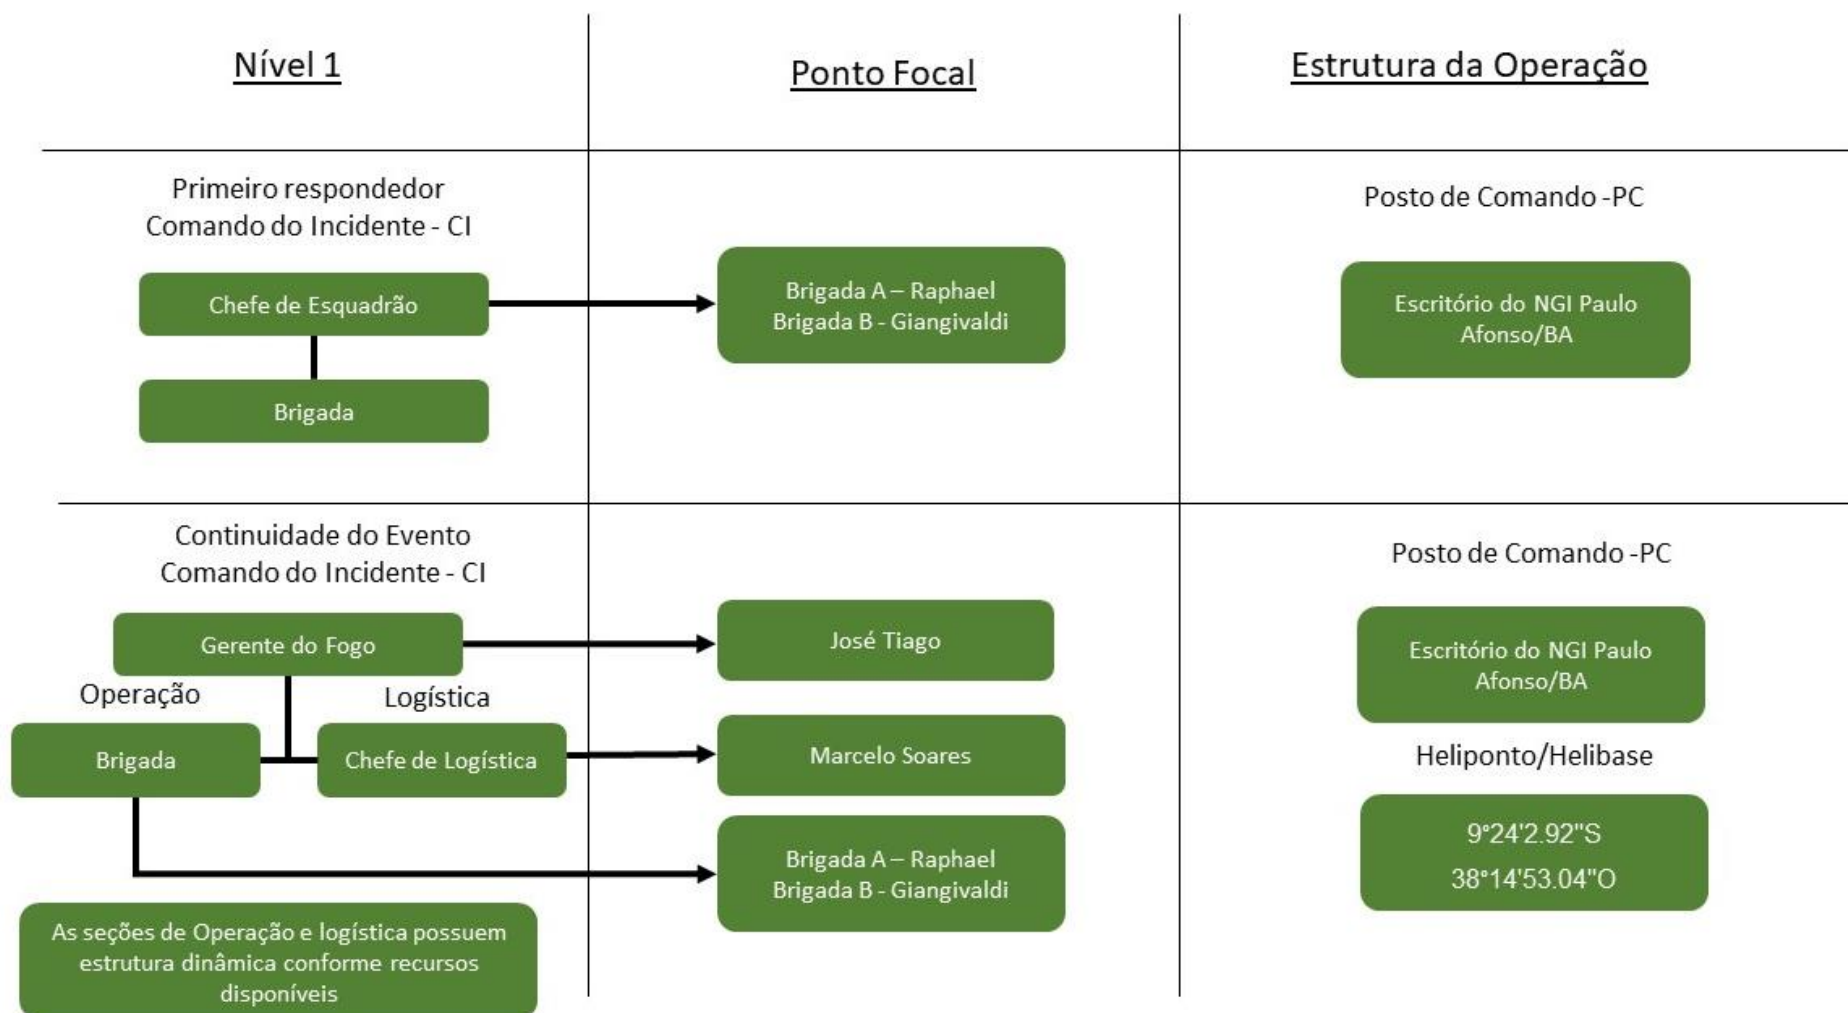 Nível 1
Ponto Focal
Estrutura da Operação
Primeiro respondedor
Comando do Incidente - CI
Chefe de Esquadrão
Brigada
Brigada A – Raphael
Brigada B - Giangivaldi
Posto de Comando -PC
Escritório do NGI Paulo
Afonso/BA
Continuidade do Evento
Comando do Incidente - CI
Gerente do Fogo
Operação
Logística
Brigada
Chefe de Logística
As seções de Operação e logística possuem
estrutura dinâmica conforme recursos
disponíveis
José Tiago
Marcelo Soares
Brigada A – Raphael
Brigada B - Giangivaldi
Posto de Comando -PC
Escritório do NGI Paulo
Afonso/BA
Heliponto/Helibase
9°24'2.92"S
38°14'53.04"O